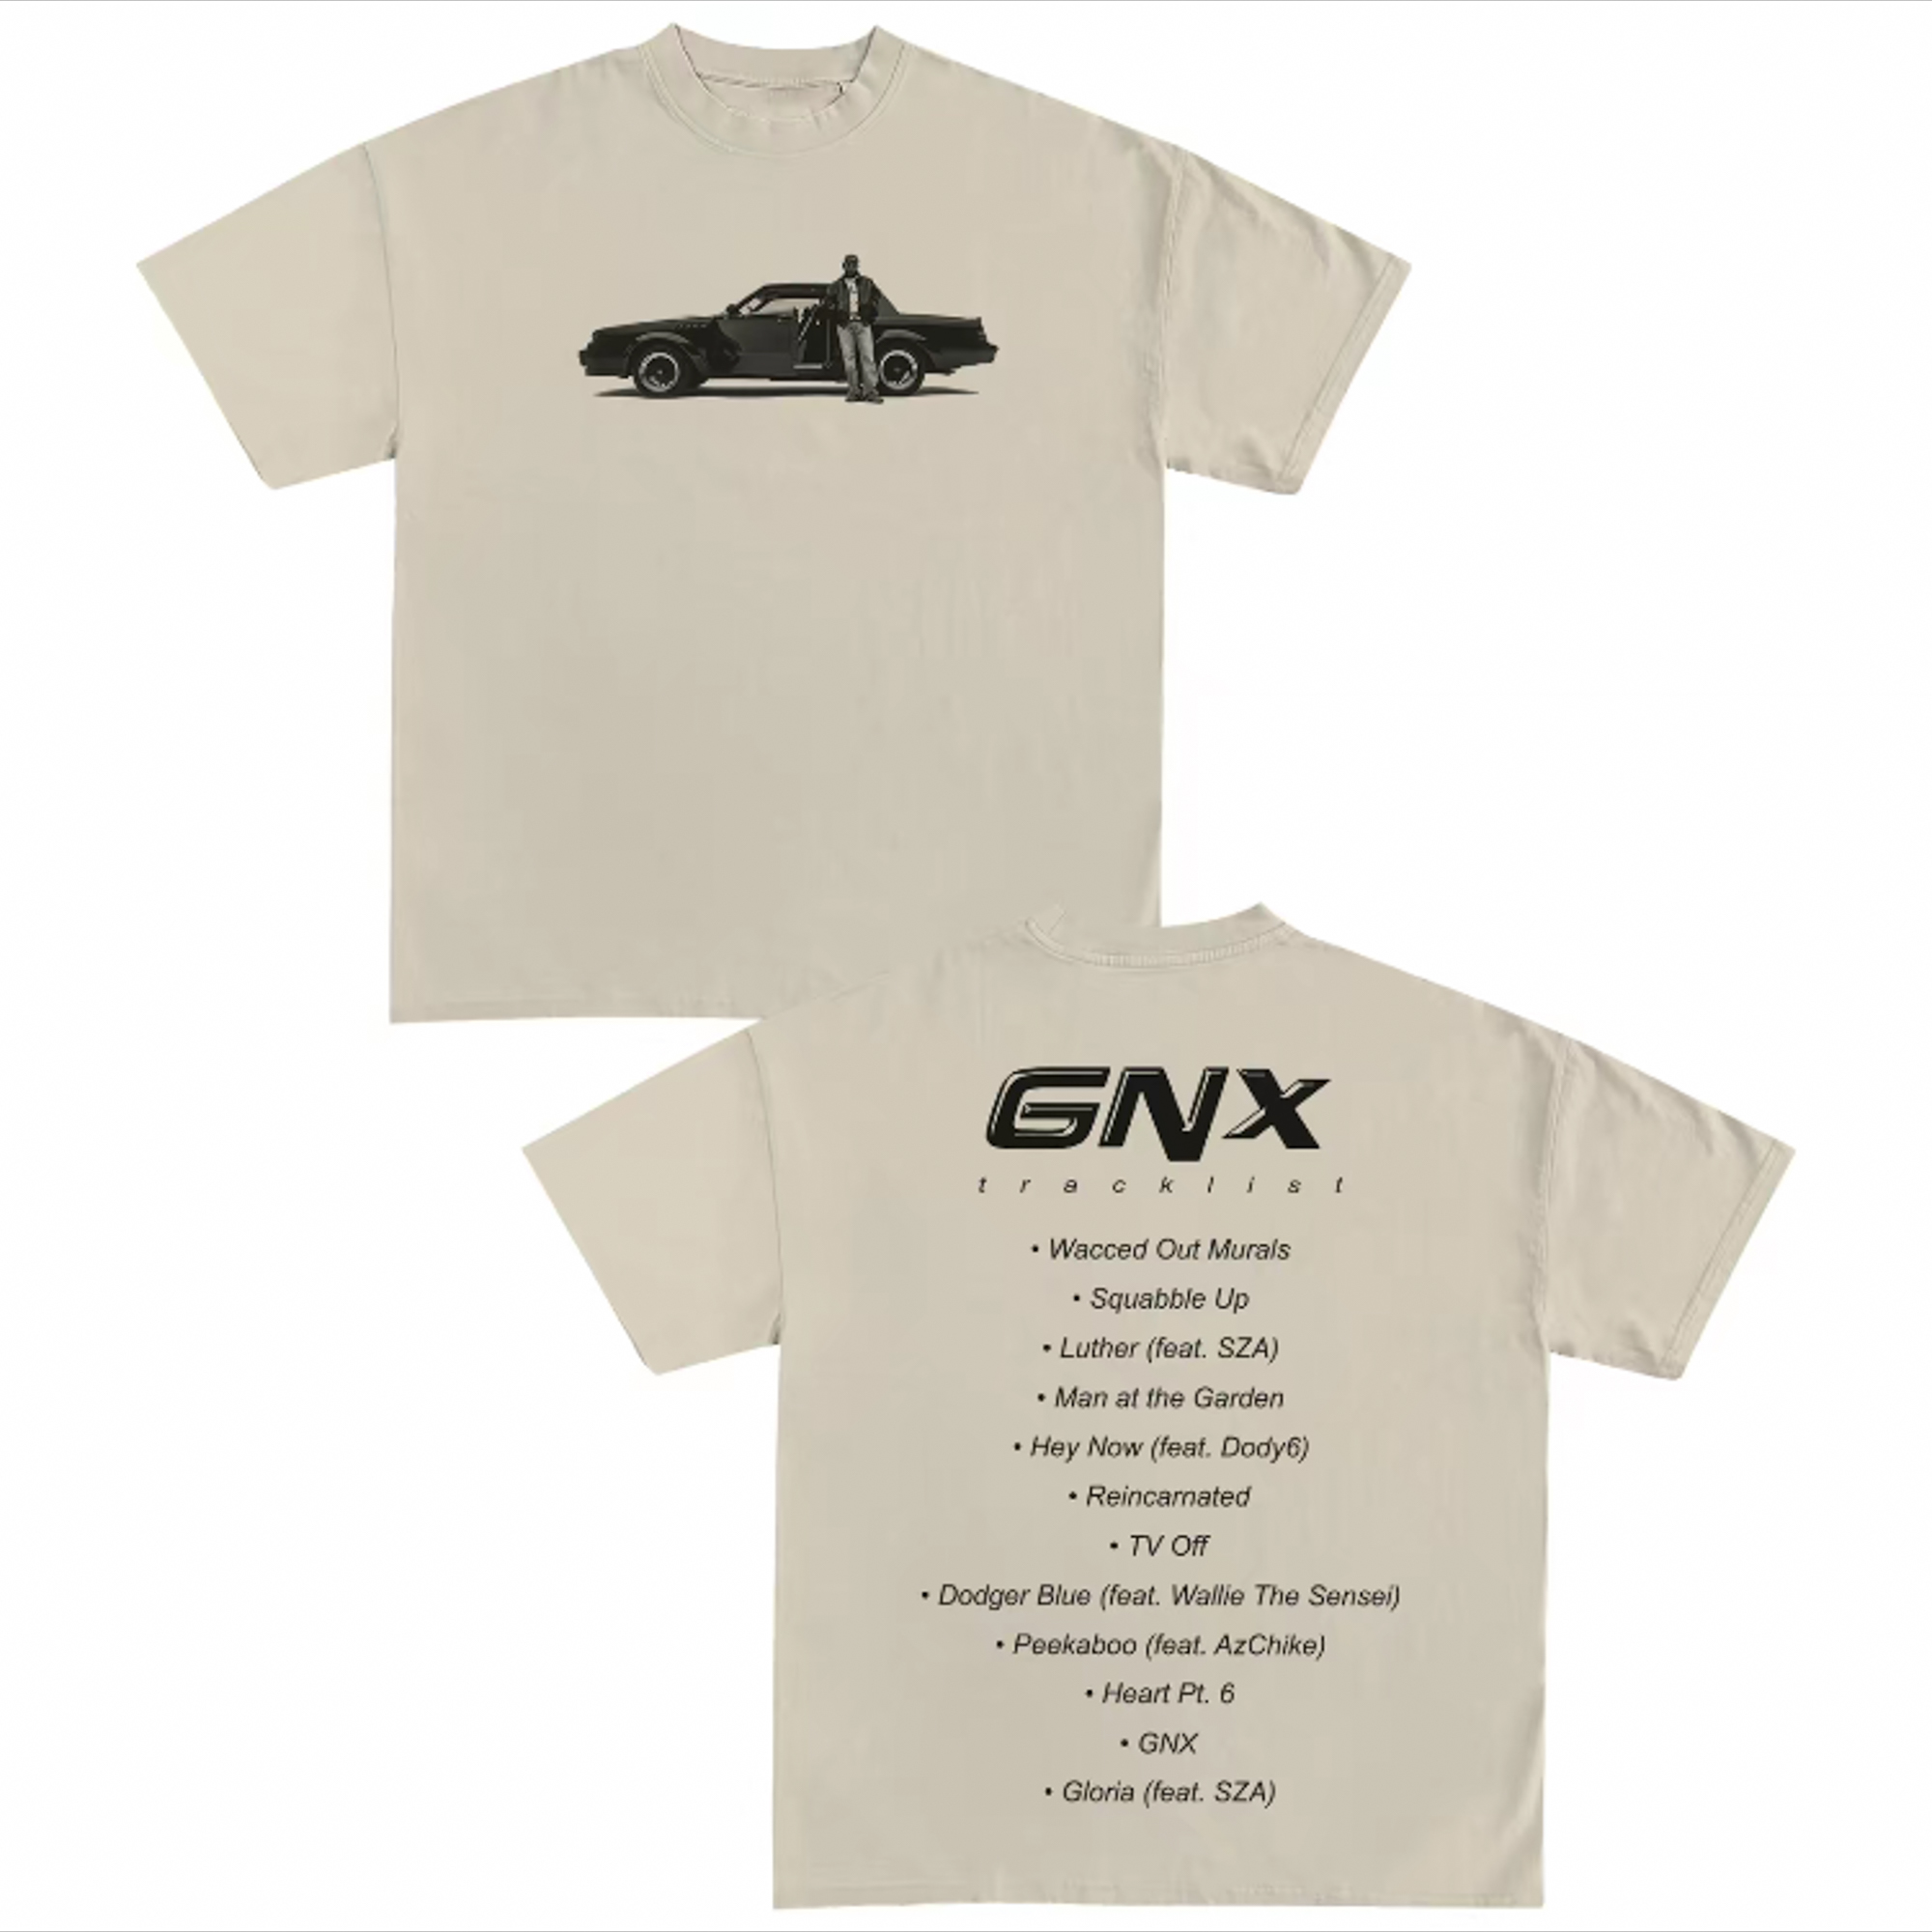 GNX
tracklist
• Wacced Out Murals
• Squabble Up
• Luther (feat. SZA)
• Man at the Garden
• Hey Now (feat. Dody6)
• Reincarnated
• TV Off
• Dodger Blue (feat. Wallie The Sensei)
• Peekaboo (feat. AzChike)
• Heart Pt. 6
• GNX
• Gloria (feat. SZA)